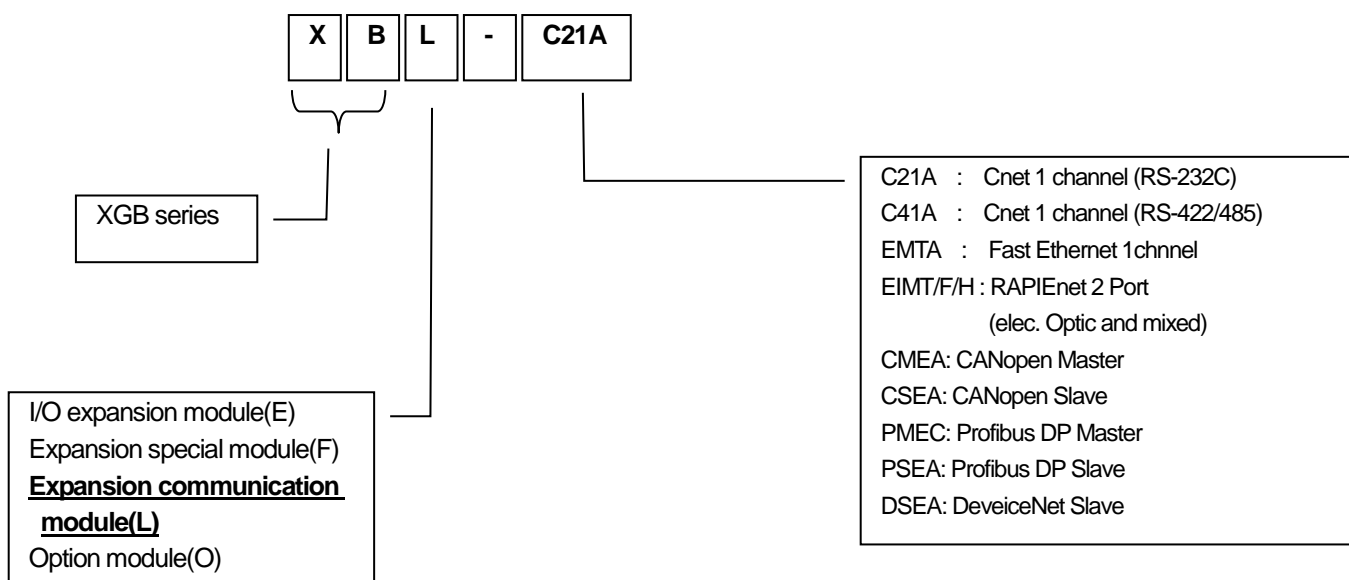 X B L - C21A
XGB series
C21A : Cnet 1 channel (RS-232C)
C41A : Cnet 1 channel (RS-422/485)
EMTA : Fast Ethernet 1chnnel
EIMT/F/H : RAPIEnet 2 Port
(elec. Optic and mixed)
CMEA: CANopen Master
CSEA: CANopen Slave
PMEC: Profibus DP Master
PSEA: Profibus DP Slave
DSEA: DeveiceNet Slave
I/O expansion module(E)
Expansion special module(F)
Expansion communication
module(L)
Option module(O)